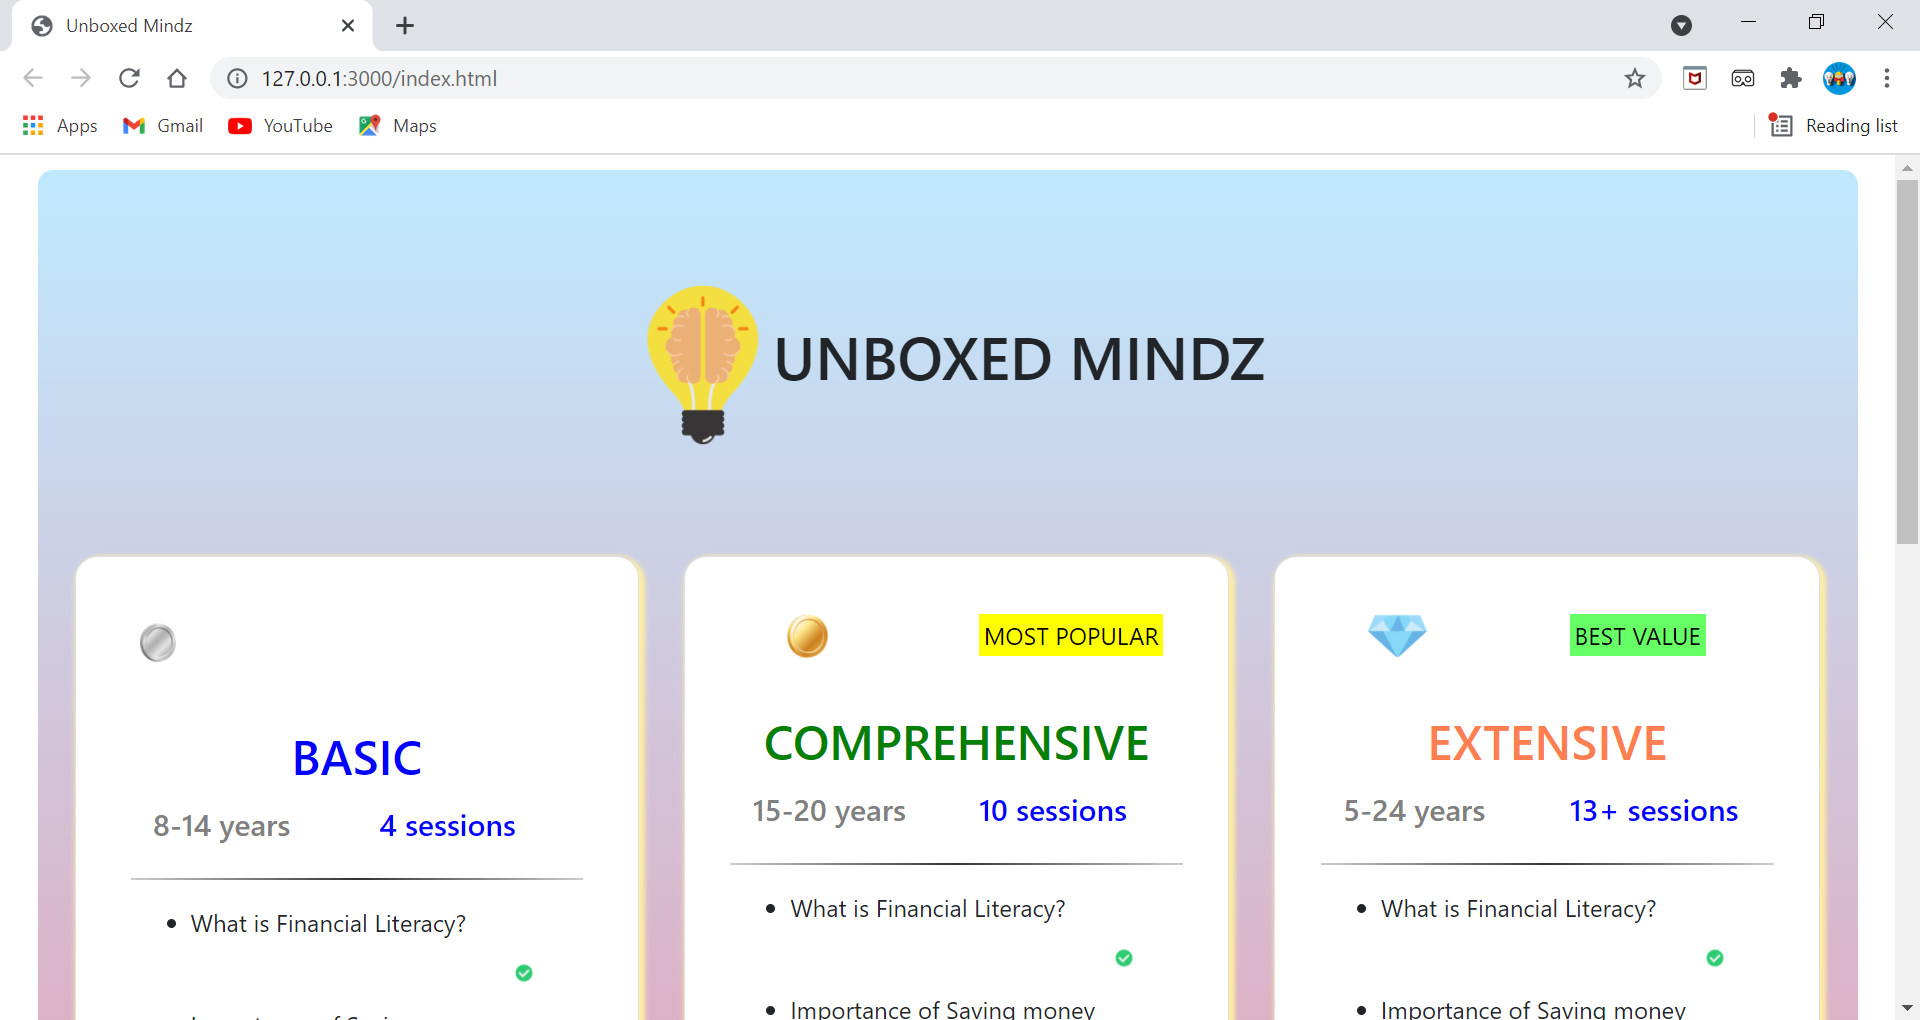 Unboxed Mindz
127.0.0.1:3000/index.html
Apps
Gmail
YouTube
Maps
Reading list
UNBOXED MINDZ
BASIC
8-14 years
4 sessions
What is Financial Literacy?
MOST POPULAR
COMPREHENSIVE
15-20 years
10 sessions
What is Financial Literacy?
Importance of Saving money
BEST VALUE
EXTENSIVE
5-24 years
13+ sessions
What is Financial Literacy?
Importance of Saving money